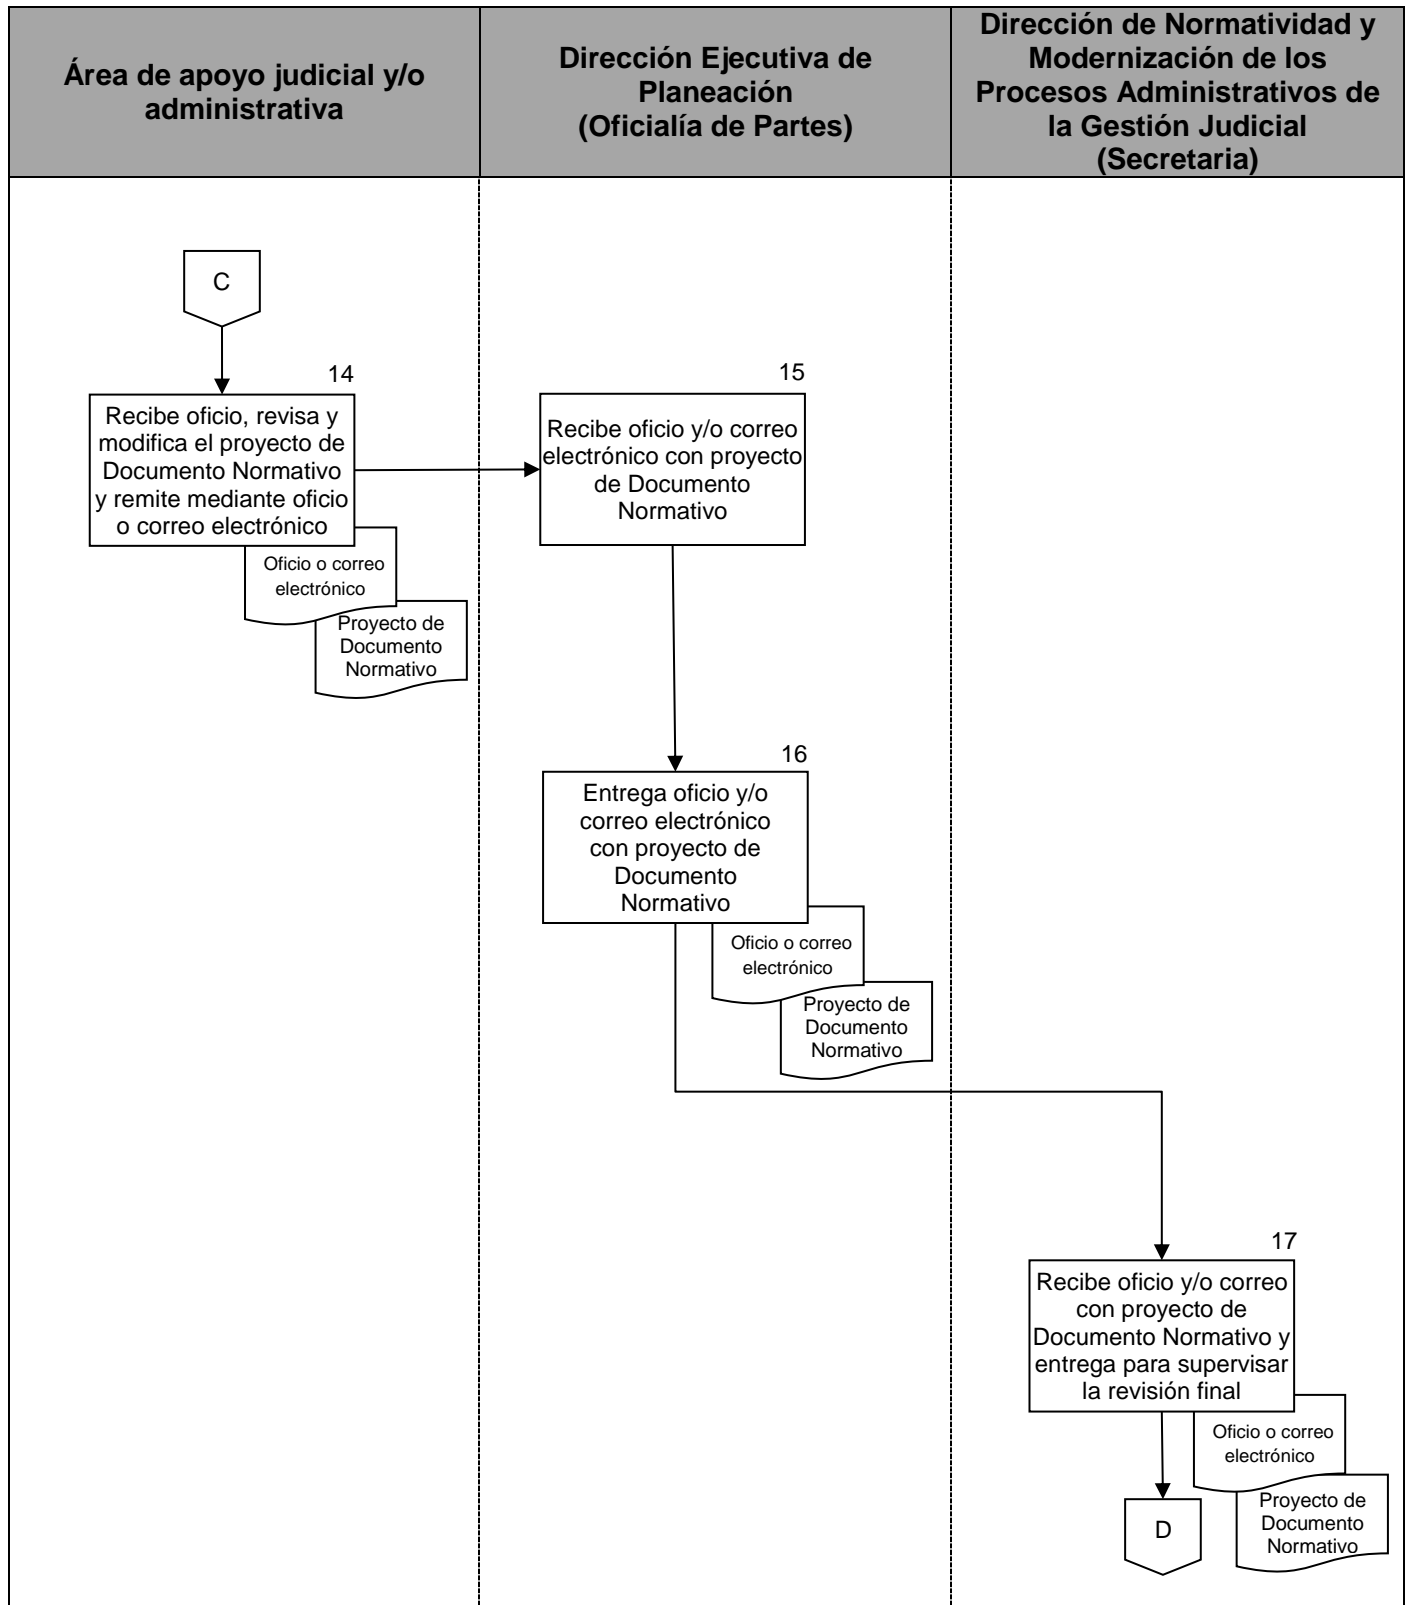 Área de apoyo judicial y/o
administrativa
Dirección Ejecutiva de
Planeación
(Oficialía de Partes)
Dirección de Normatividad y
Modernización de los
Procesos Administrativos de
la Gestión Judicial
(Secretaria)
C
14
Recibe oficio, revisa y
modifica el proyecto de
Documento Normativo
y remite mediante oficio
o correo electrónico
Oficio o correo
electrónico
Proyecto de
Documento
Normativo
15
Recibe oficio y/o correo
electrónico con proyecto
de Documento
Normativo
16
Entrega oficio y/o
correo electrónico
con proyecto de
Documento
Normativo
Oficio o correo
electrónico
Proyecto de
Documento
Normativo
17
Recibe oficio y/o correo
con proyecto de
Documento Normativo y
entrega para supervisar
la revisión final
Oficio o correo
electrónico
Proyecto de
Documento
Normativo
D